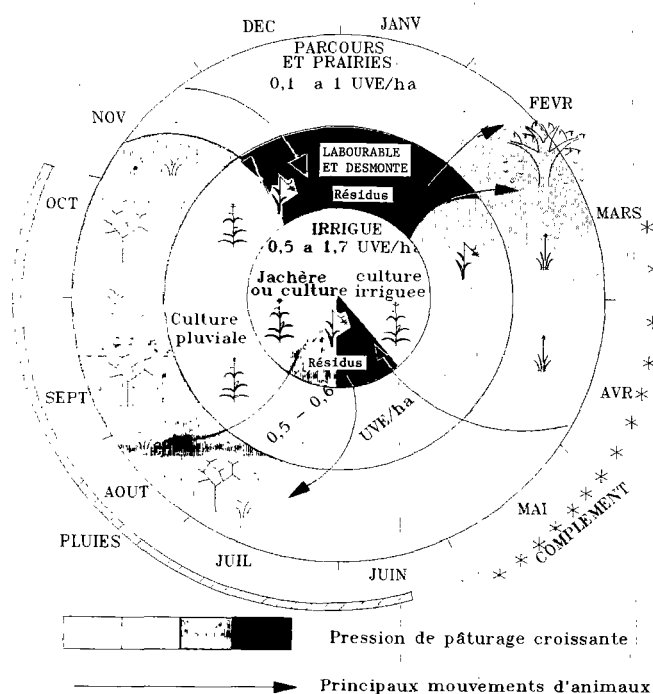 DEC
JANV
PARCOURS
ET PRAIRIES
0,1 a 1 UVE/ha
FEVR
NOV
LABOURABLE
ET DESMONTE
Résidus
OCT
MARS
IRRIGUE
0,5 a 1,7 UVE/ha
Jachère
ou culture
culture
irriguee
Culture
pluviale
Résidus
SEPT
AVR
0,5 - 0,6
UVE/ha
AOUT
MAI
COMPLEMENT
PLUIES
JUIL
JUIN
Pression de pâturage croissante
Principaux mouvements d'animaux